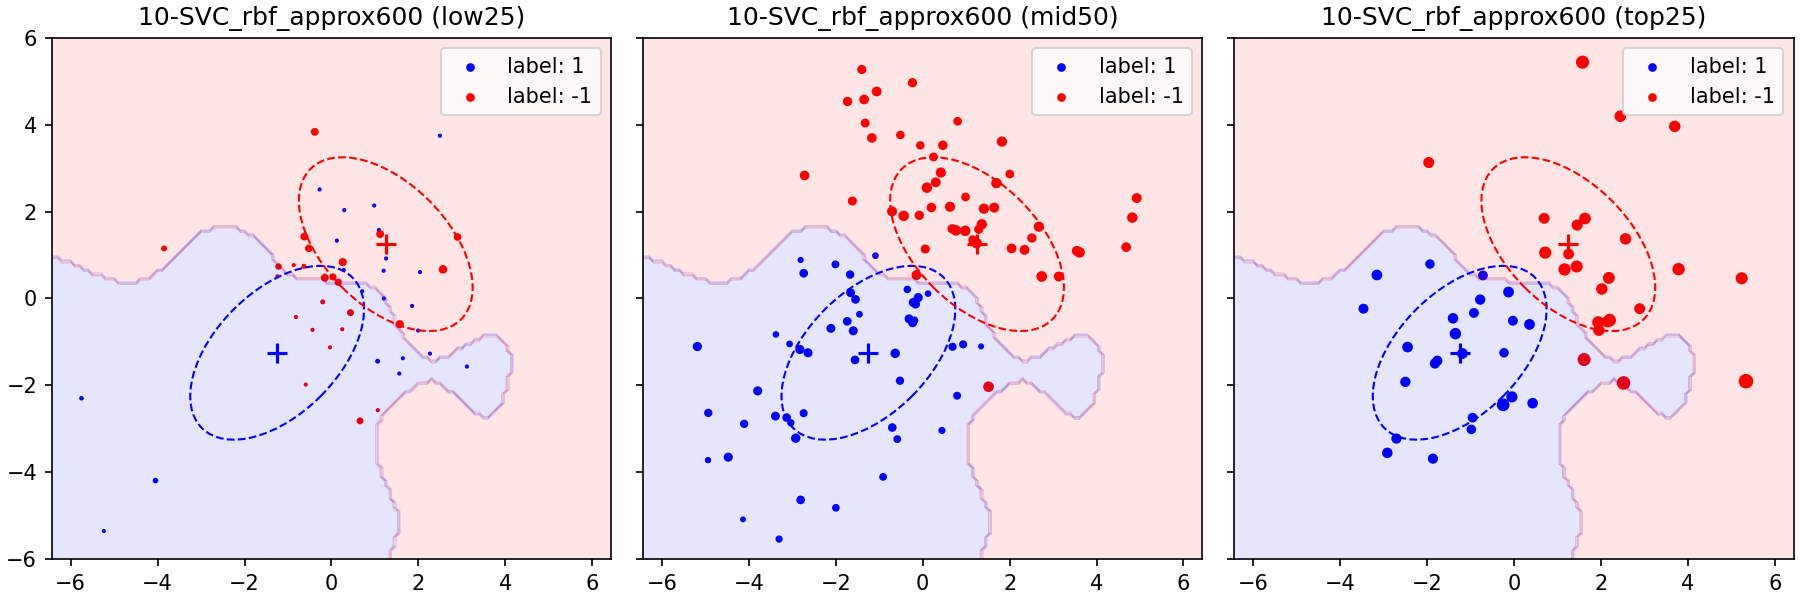 10-SVC_rbf_approx600 (low25)
10-SVC_rbf_approx600 (mid50)
10-SVC_rbf_approx600 (top25)
label: 1
label: -1
label: 1
label: -1
label: 1
label: -1
6
4
2
0
−2
−4
−6
−6 −4 −2 0 2 4 6
−6 −4 −2 0 2 4 6
−6 −4 −2 0 2 4 6